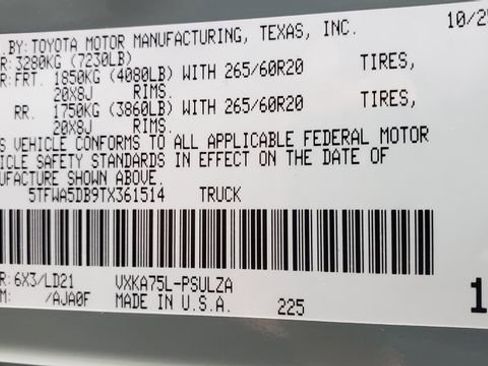 . BY: TOYOTA MOTOR MANUFACTURING, TEXAS, INC. 10/25
R: 3280KG (7230LB)
R: FRT. 1850KG (4080LB) WITH 265/60R20 TIRES,
20X8J RIMS.
RR. 1750KG (3860LB) WITH 265/60R20 TIRES,
20X8J RIMS.
S VEHICLE CONFORMS TO ALL APPLICABLE FEDERAL MOTOR
ICLE SAFETY STANDARDS IN EFFECT ON THE DATE OF
UFACTURE SHOWN ABOVE.
5TFWA5DB9TX361514 TRUCK
R: 6X3/LD21 VXKA75L-PSULZA
M: /AJA0F MADE IN U.S.A. 225 1